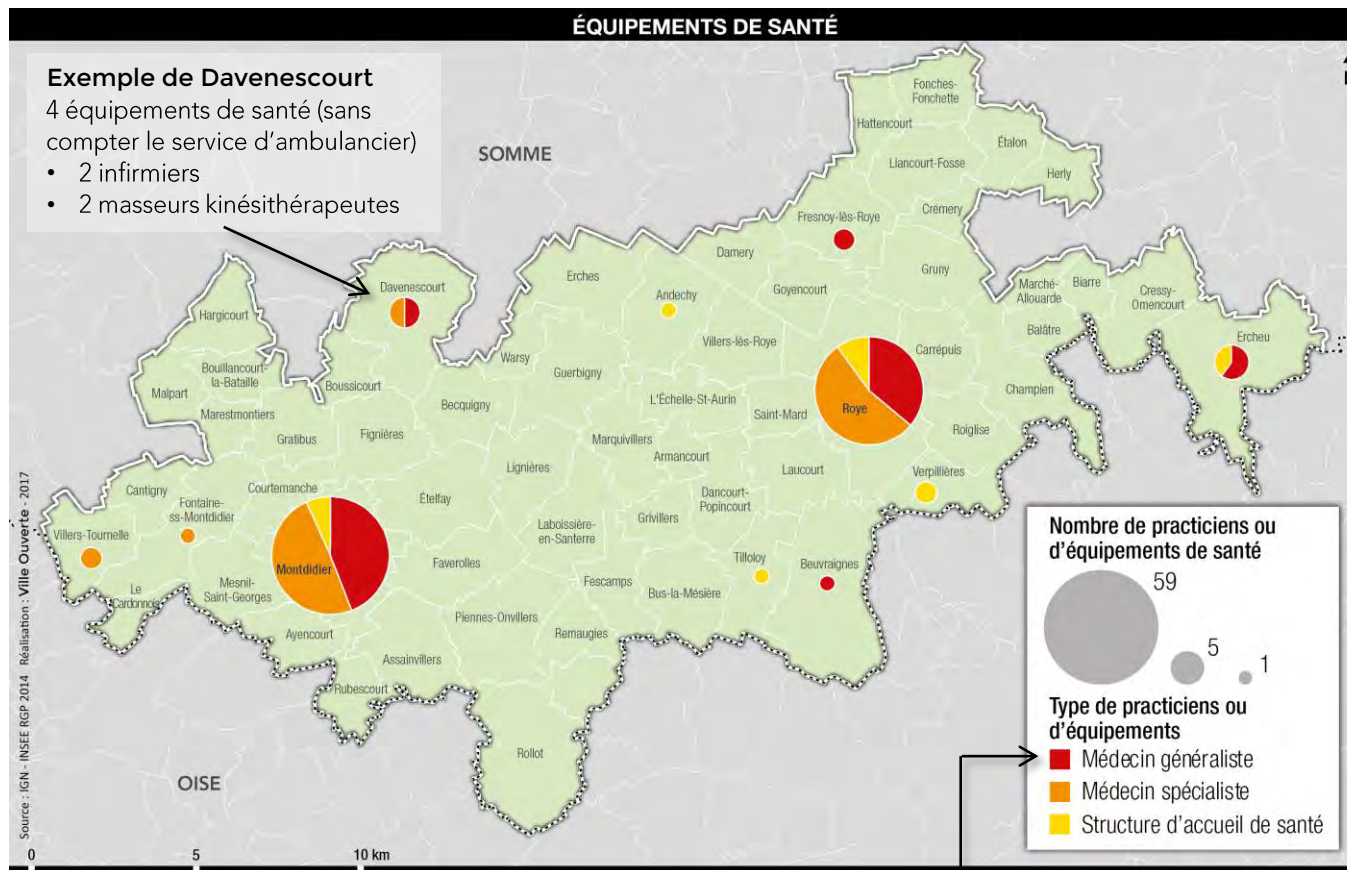 ÉQUIPEMENTS DE SANTÉ
Exemple de Davenescourt
4 équipements de santé (sans
compter le service d'ambulancier)
• 2 infirmiers
• 2 masseurs kinésithérapeutes
SOMME
Fonches-
Fonchette
Hattencourt
Étalon
Liancourt-Fosse
Herly
Crémery
Fresnoy-lès-Roye
Damery
Gruny
Erches
Goyencourt
Marché-
Allouarde
Biarre
Cressy-
Omencourt
Davenescourt
Andechy
Balâtre
Ercheu
Hargicourt
Villers-lès-Roye
Carrépuis
Warsy
Guerbigny
Bouillancourt-
la-Bataille
Boussicourt
Malpart
Champien
L'Échelle-St-Aurin
Becquigny
Saint-Mard
Roye
Marestmontiers
Roiglise
Gratibus
Fignières
Marquivillers
Armancourt
Lignières
Laucourt
Verpillières
Cantigny
Courtemanche
Fontaine-
ss-Montdidier
Ételfay
Dancourt-
Popincourt
Grivillers
Villers-Tournelle
Laboissière-
en-Santerre
Tilloloy
Beuvraignes
Montdidier
Faverolles
Mesnil-
Saint-Georges
Fescamps
Bus-la-Mésière
Le
Cardonnois
Piennes-Onvillers
Remaugies
Ayencourt
Assainvillers
Rubescourt
Rollot
OISE
Nombre de practiciens ou
d'équipements de santé
59
5
1
Type de practiciens ou
d'équipements
Médecin généraliste
Médecin spécialiste
Structure d'accueil de santé
Source : IGN - INSEE RGP 2014 Réalisation : Ville Ouverte - 2017
0 5 10 km